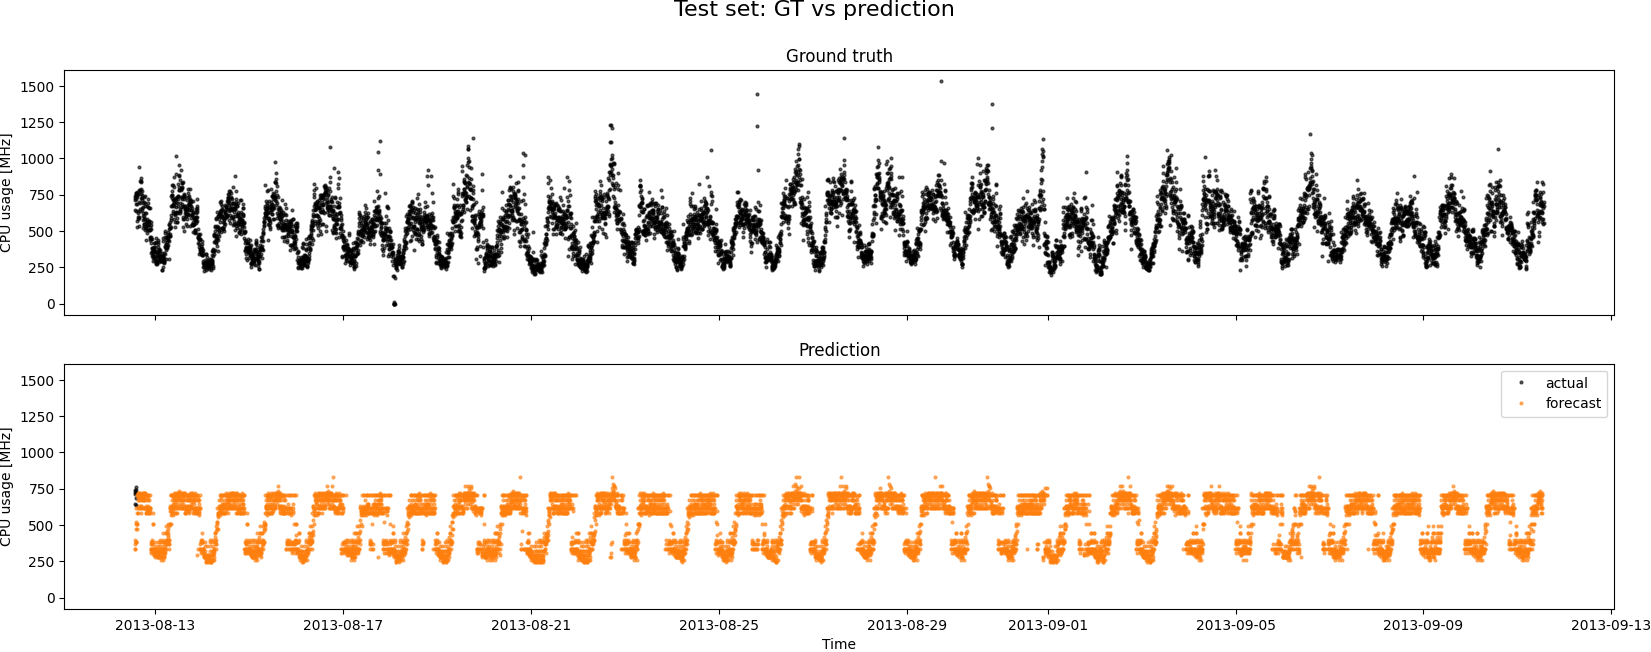 Test set: GT vs prediction
Ground truth
CPU usage [MHz]
1500
1250
1000
750
500
250
0
Prediction
CPU usage [MHz]
1500
1250
1000
750
500
250
0
actual
forecast
2013-08-13 2013-08-17 2013-08-21 2013-08-25 2013-08-29 2013-09-01 2013-09-05 2013-09-09 2013-09-13
Time